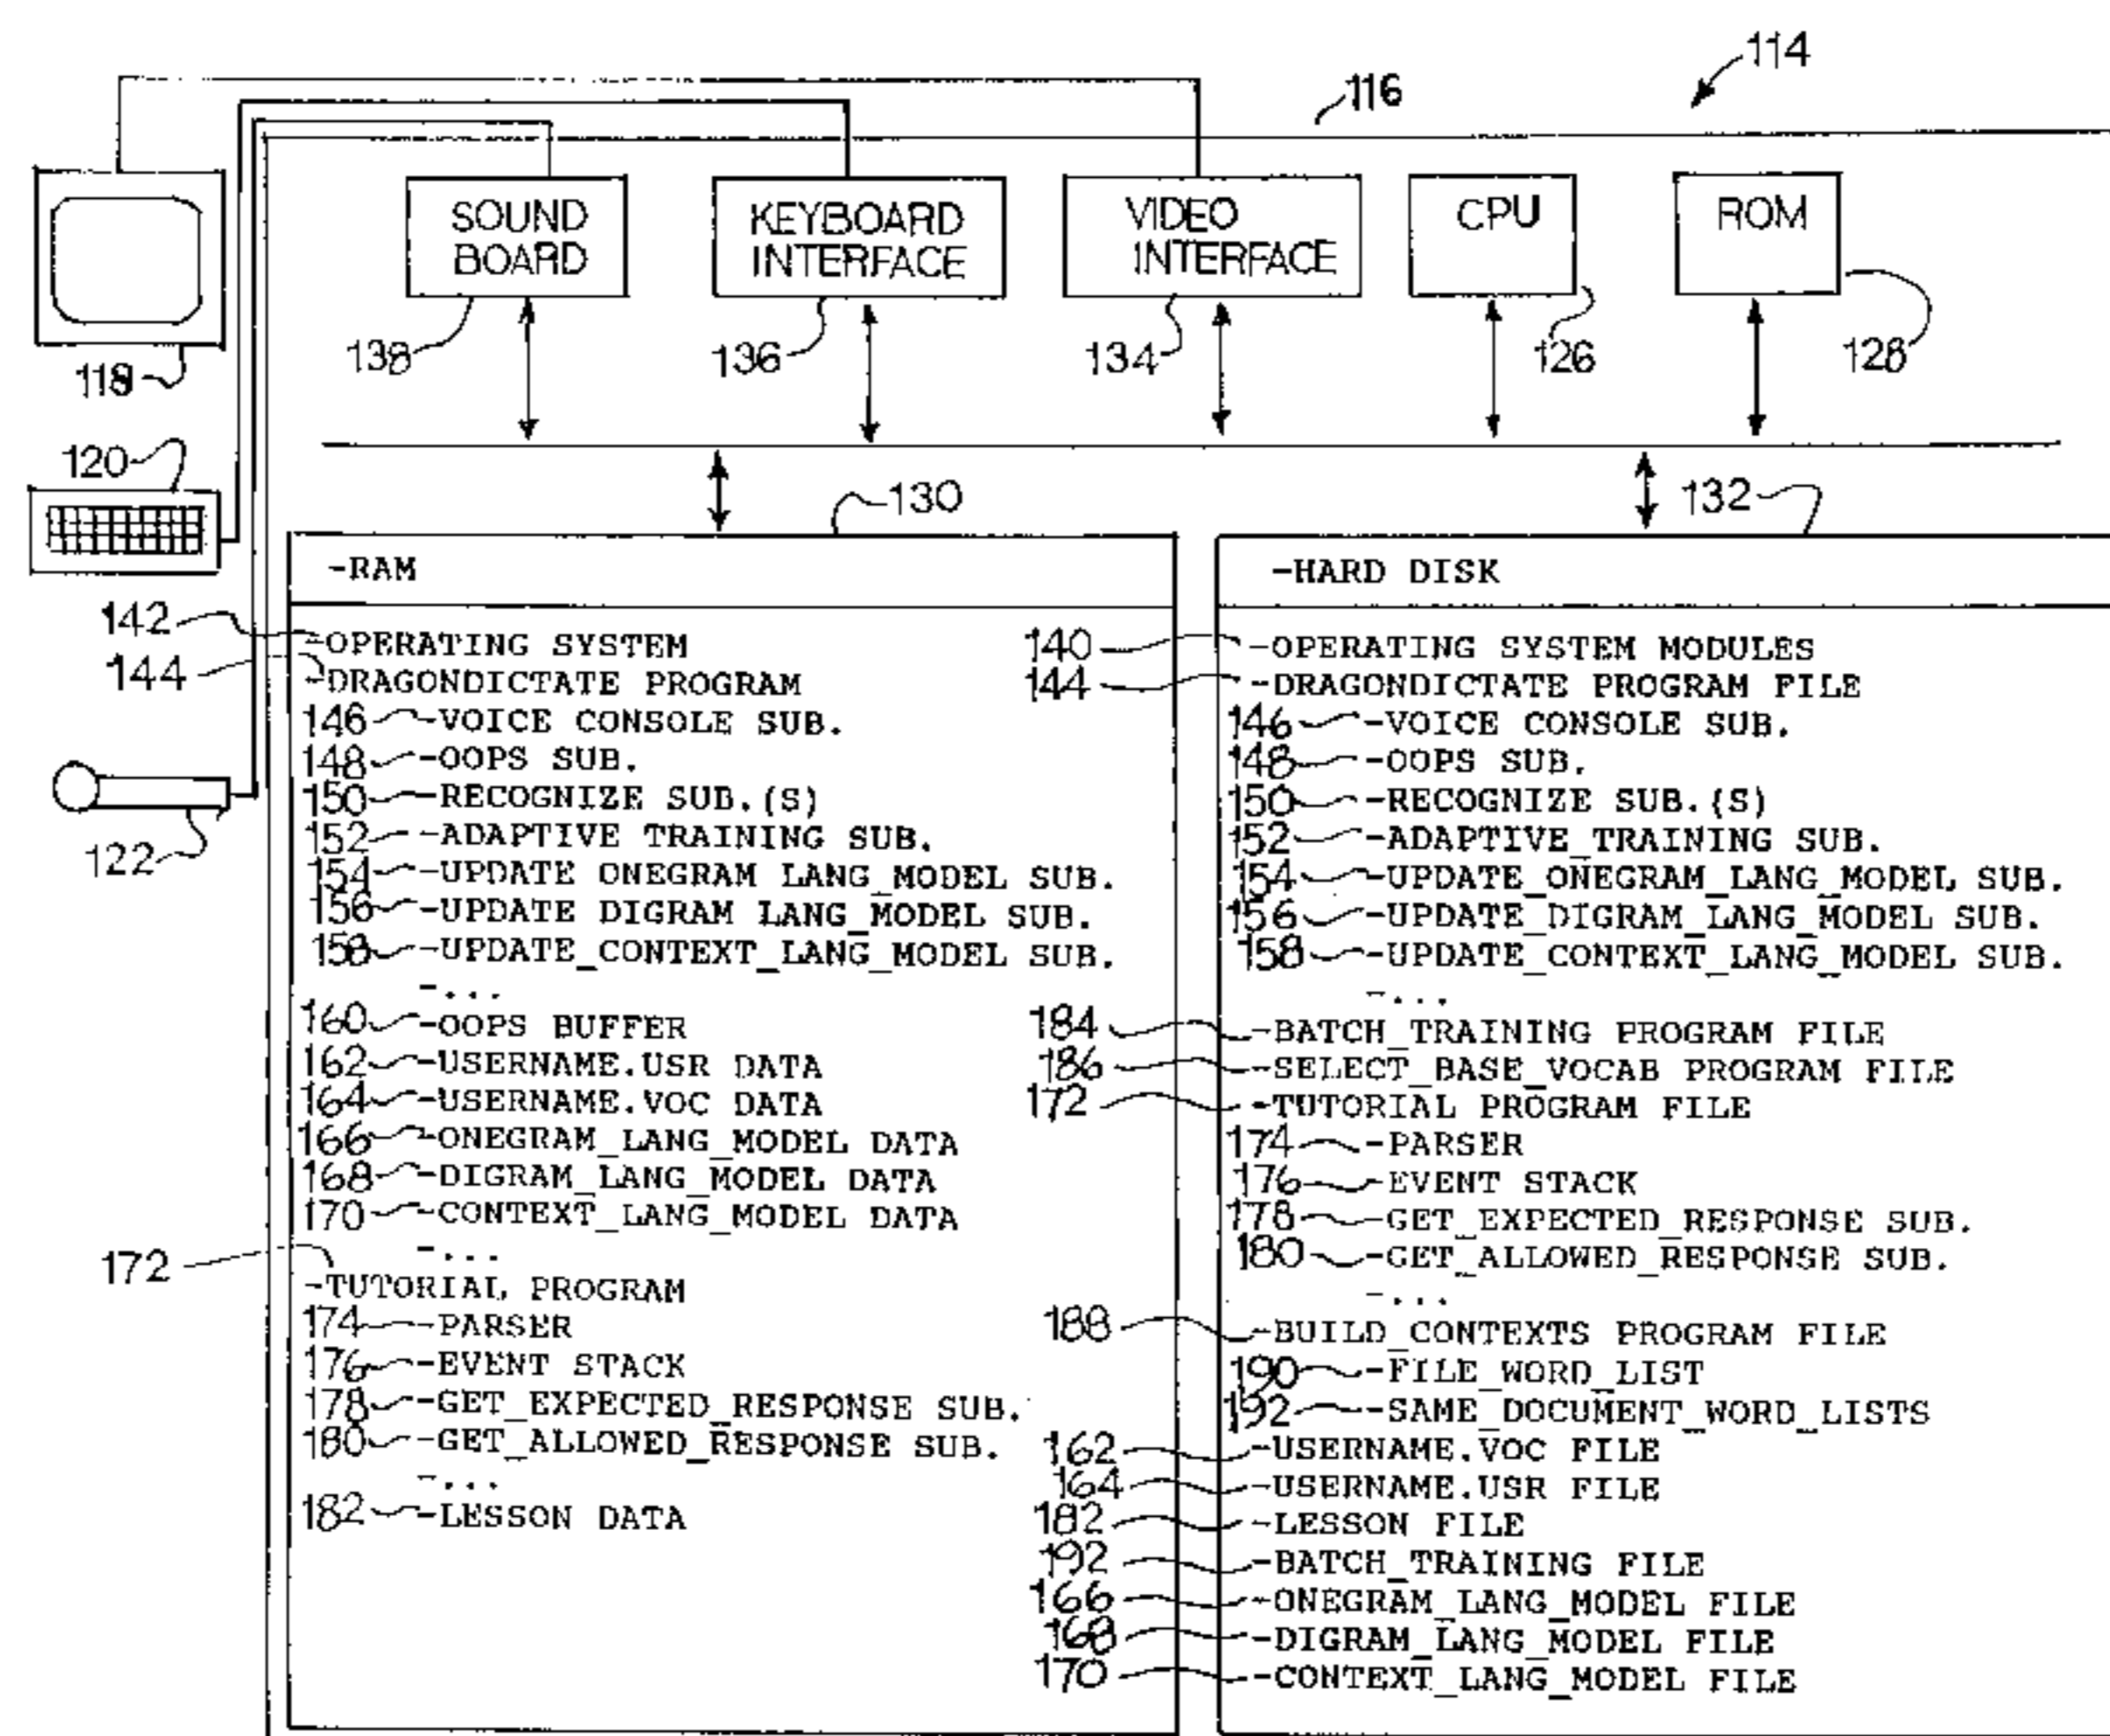 114
116
SOUND BOARD
KEYBOARD INTERFACE
VIDEO INTERFACE
CPU
ROM
138
136
134
126
128
118
120
130
132
-RAM
142 -OPERATING SYSTEM
144 -DRAGONDICTATE PROGRAM
146 -VOICE CONSOLE SUB.
148 -OOPS SUB.
150 -RECOGNIZE SUB.(S)
122
152 -ADAPTIVE TRAINING SUB.
154 -UPDATE ONEGRAM LANG_MODEL SUB.
156 -UPDATE DIGRAM LANG_MODEL SUB.
158 -UPDATE_CONTEXT_LANG_MODEL SUB.
-...
160 -OOPS BUFFER
162 -USERNAME.USR DATA
164 -USERNAME.VOC DATA
166 -ONEGRAM_LANG_MODEL DATA
168 -DIGRAM_LANG_MODEL DATA
170 -CONTEXT_LANG_MODEL DATA
-...
172 -TUTORIAL PROGRAM
174 -PARSER
176 -EVENT STACK
178 -GET_EXPECTED_RESPONSE SUB.
180 -GET_ALLOWED_RESPONSE SUB.
-...
182 -LESSON DATA
-HARD DISK
140 -OPERATING SYSTEM MODULES
144 -DRAGONDICTATE PROGRAM FILE
146 -VOICE CONSOLE SUB.
148 -OOPS SUB.
150 -RECOGNIZE SUB.(S)
152 -ADAPTIVE_TRAINING SUB.
154 -UPDATE_ONEGRAM_LANG_MODEL SUB.
156 -UPDATE_DIGRAM_LANG_MODEL SUB.
158 -UPDATE_CONTEXT_LANG_MODEL SUB.
-...
184 -BATCH_TRAINING PROGRAM FILE
186 -SELECT_BASE_VOCAB PROGRAM FILE
172 -TUTORIAL PROGRAM FILE
174 -PARSER
176 -EVENT STACK
178 -GET_EXPECTED_RESPONSE SUB.
180 -GET_ALLOWED_RESPONSE SUB.
-...
188 -BUILD_CONTEXTS PROGRAM FILE
190 -FILE_WORD_LIST
192 -SAME_DOCUMENT_WORD_LISTS
162 -USERNAME.VOC FILE
164 -USERNAME.USR FILE
182 -LESSON FILE
192 -BATCH_TRAINING FILE
166 -ONEGRAM_LANG_MODEL FILE
168 -DIGRAM_LANG_MODEL FILE
170 -CONTEXT_LANG_MODEL FILE